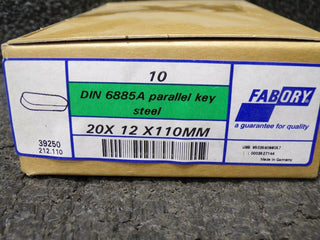 10
DIN 6885A parallel key
steel
20X 12 X110MM
39250
212.110
FABORY
a guarantee for quality
Made in Germany